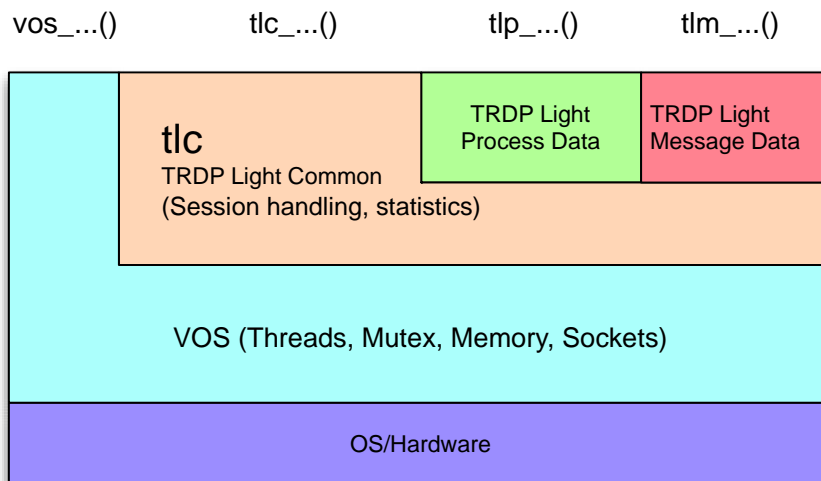 vos_...() tlc_...() tlp_...() tlm_...()
TRDP Light
Process Data
TRDP Light
Message Data
tlc
TRDP Light Common
(Session handling, statistics)
VOS (Threads, Mutex, Memory, Sockets)
OS/Hardware